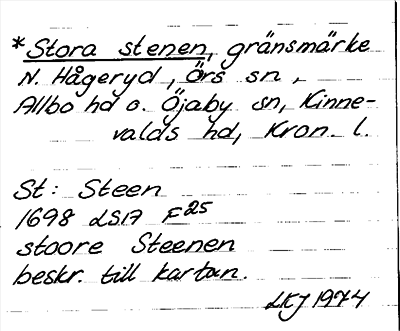 *Stora stenen, gränsmärke
N. Hågeryd, Örs sn,
Allbo hd o. Öjaby sn, Kinne-
valds hd, Kron. l.
St: Steen
1698 LSA F25
stoore Steenen
beskr. till kartan.
LKJ 1974